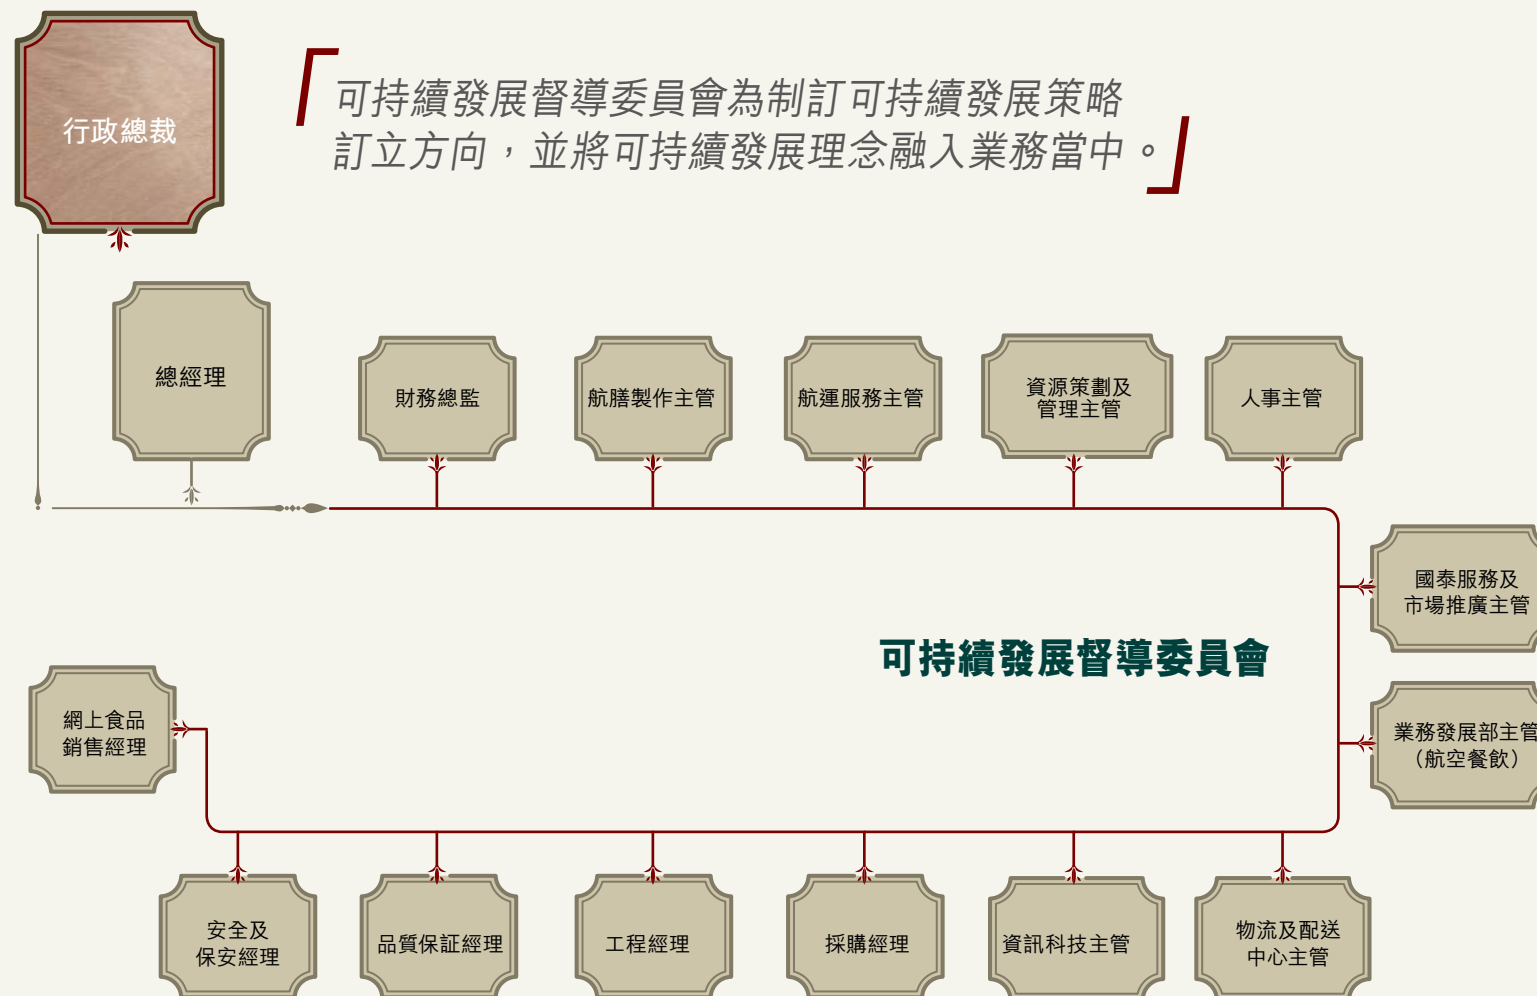 行政總裁
「可持續發展督導委員會為制訂可持續發展策略
訂立方向，並將可持續發展理念融入業務當中。」
總經理
財務總監
航膳製作主管
航運服務主管
資源策劃及
管理主管
人事主管
國泰服務及
市場推廣主管
可持續發展督導委員會
網上食品
銷售經理
業務發展部主管
（航空餐飲）
安全及
保安經理
品質保証經理
工程經理
採購經理
資訊科技主管
物流及配送
中心主管